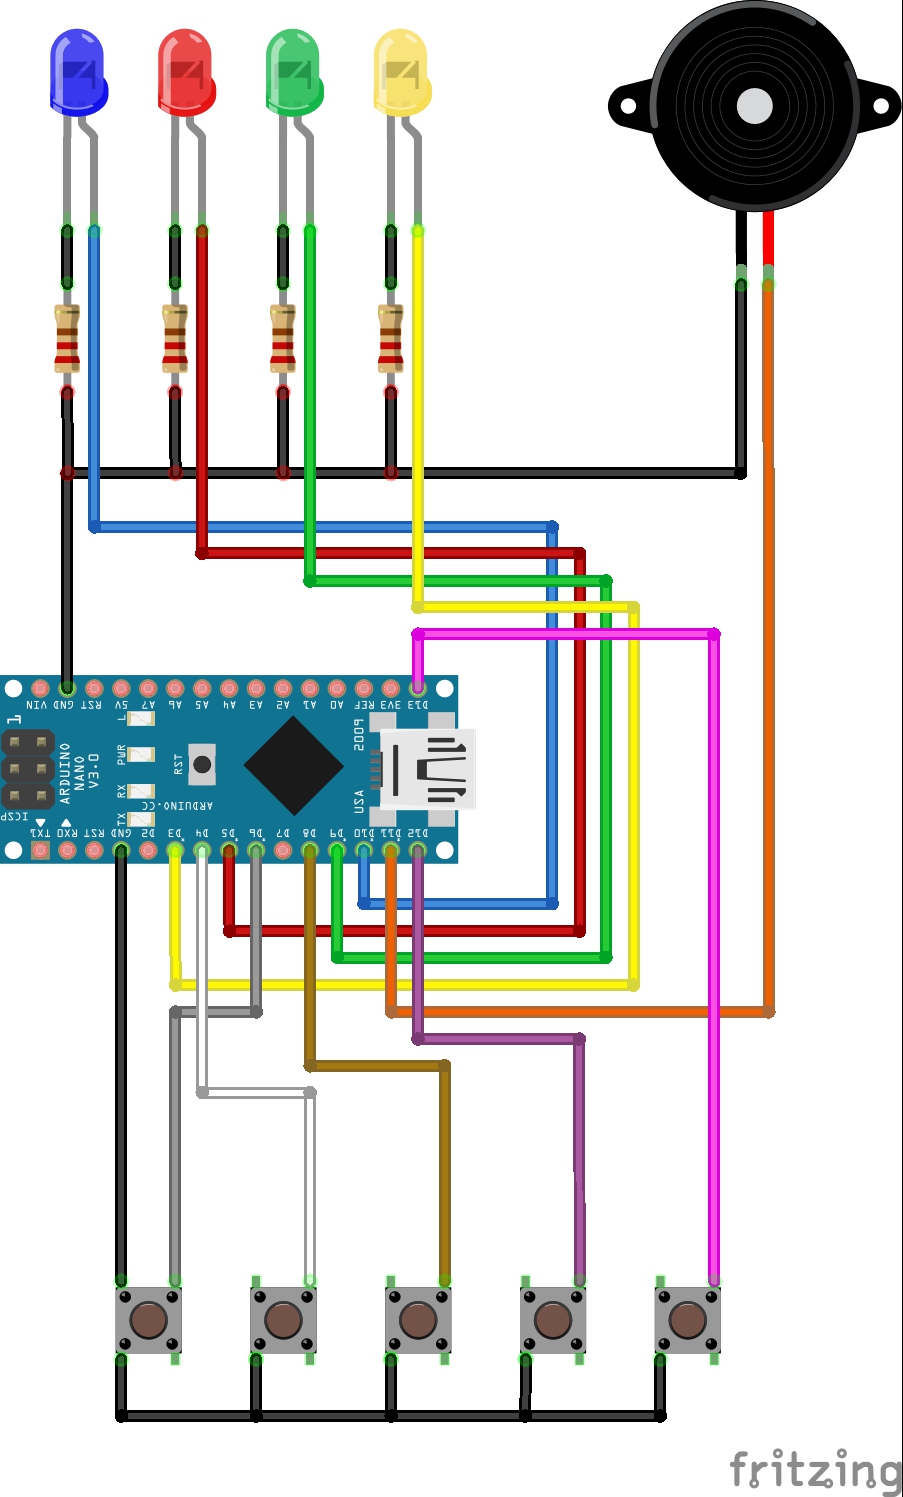 VIN GND RST 5V A7 A6 A5 A4 A3 A2 A1 A0 REF 3V3 D13
1
L
PWR
RX
TX
ARDUINO
NANO
V3.0
RST
ARDUINO.CC
USA
2009
ICSP
TX1 RX0 RST GND D2 D3 D4 D5 D6 D7 D8 D9 D10 D11 D12
fritzing